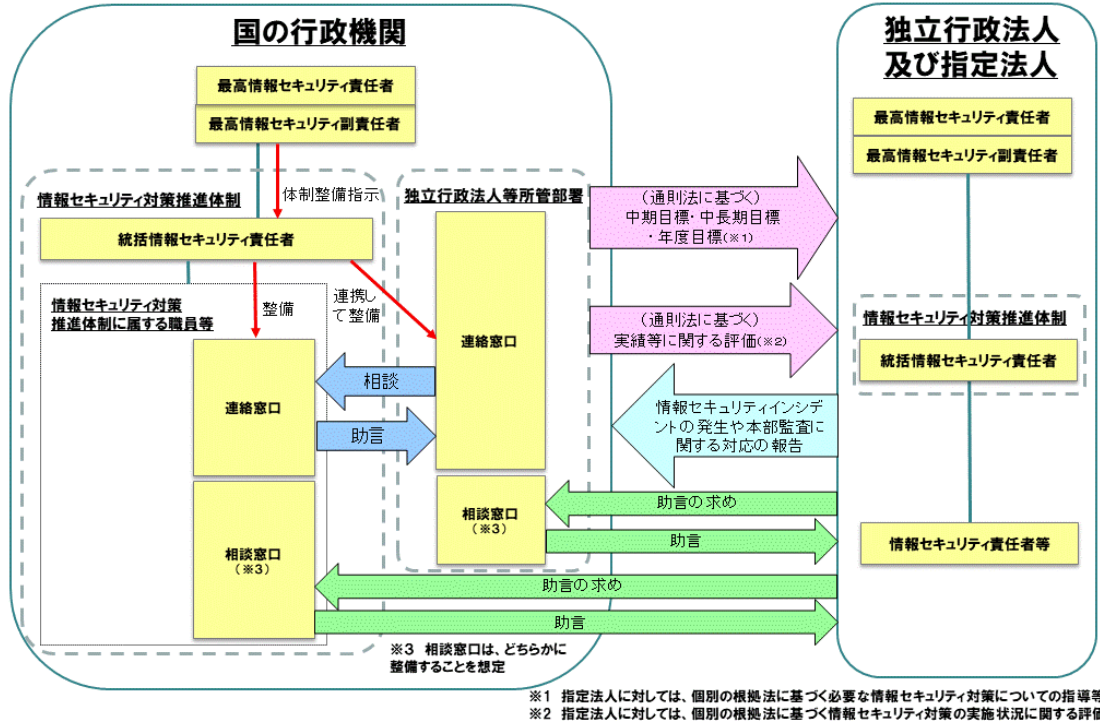 国の行政機関
最高情報セキュリティ責任者
最高情報セキュリティ副責任者
体制整備指示
情報セキュリティ対策推進体制
統括情報セキュリティ責任者
整備
連携し
て整備
情報セキュリティ対策
推進体制に属する職員等
連絡窓口
相談窓口
(※3)
独立行政法人等所管部署
連絡窓口
相談窓口
(※3)
相談
助言
※3 相談窓口は、どちらかに
整備することを想定
(通則法に基づく)
中期目標・中長期目標
・年度目標(※1)
(通則法に基づく)
実績等に関する評価(※2)
情報セキュリティインシデ
ントの発生や本部監査に
関する対応の報告
助言の求め
助言
助言の求め
助言
独立行政法人
及び指定法人
最高情報セキュリティ責任者
最高情報セキュリティ副責任者
情報セキュリティ対策推進体制
統括情報セキュリティ責任者
情報セキュリティ責任者等
※1 指定法人に対しては、個別の根拠法に基づく必要な情報セキュリティ対策についての指導等
※2 指定法人に対しては、個別の根拠法に基づく情報セキュリティ対策の実施状況に関する評価